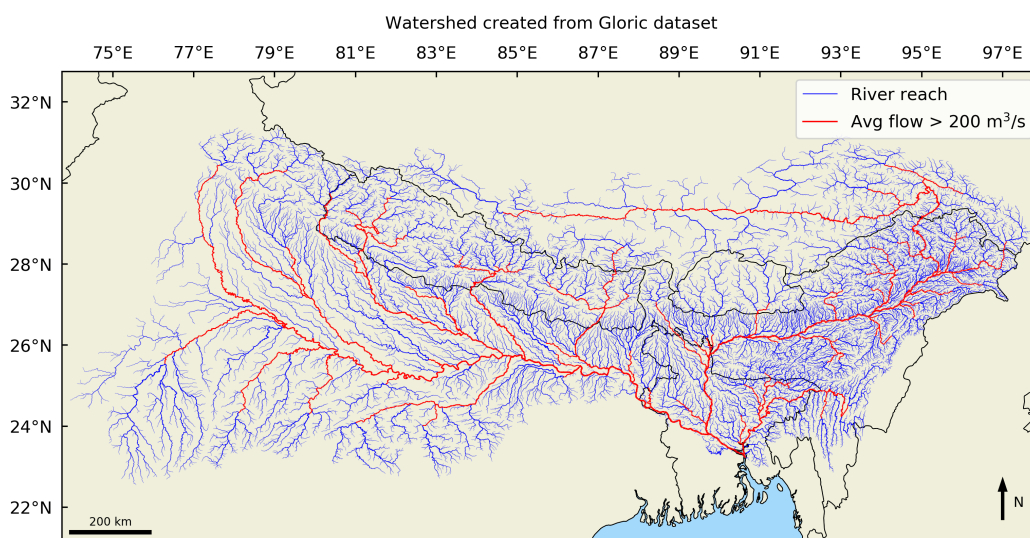 Watershed created from Gloric dataset
75°E 77°E 79°E 81°E 83°E 85°E 87°E 89°E 91°E 93°E 95°E 97°E
32°N
River reach
Avg flow > 200 m³/s
30°N
28°N
26°N
24°N
22°N
200 km
N